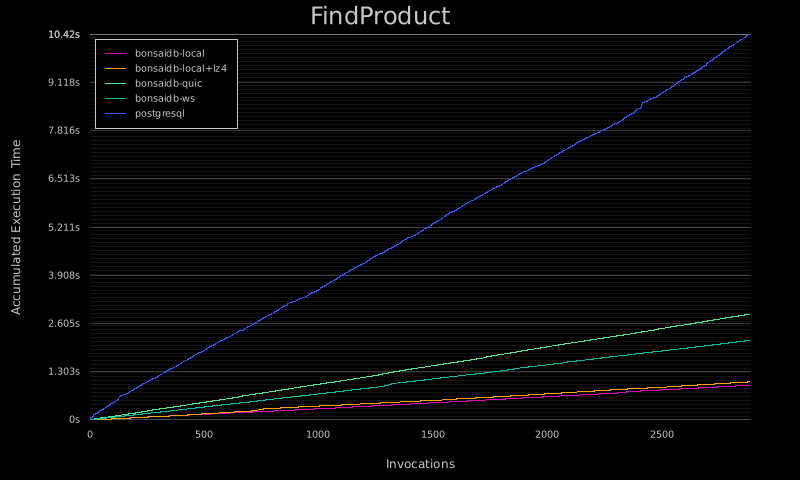 FindProduct
10.42s
9.118s
7.816s
6.513s
5.211s
3.908s
2.605s
1.303s
0s
bonsaidb-local
bonsaidb-local+lz4
bonsaidb-quic
bonsaidb-ws
postgresql
Accumulated Execution Time
0 500 1000 1500 2000 2500
Invocations